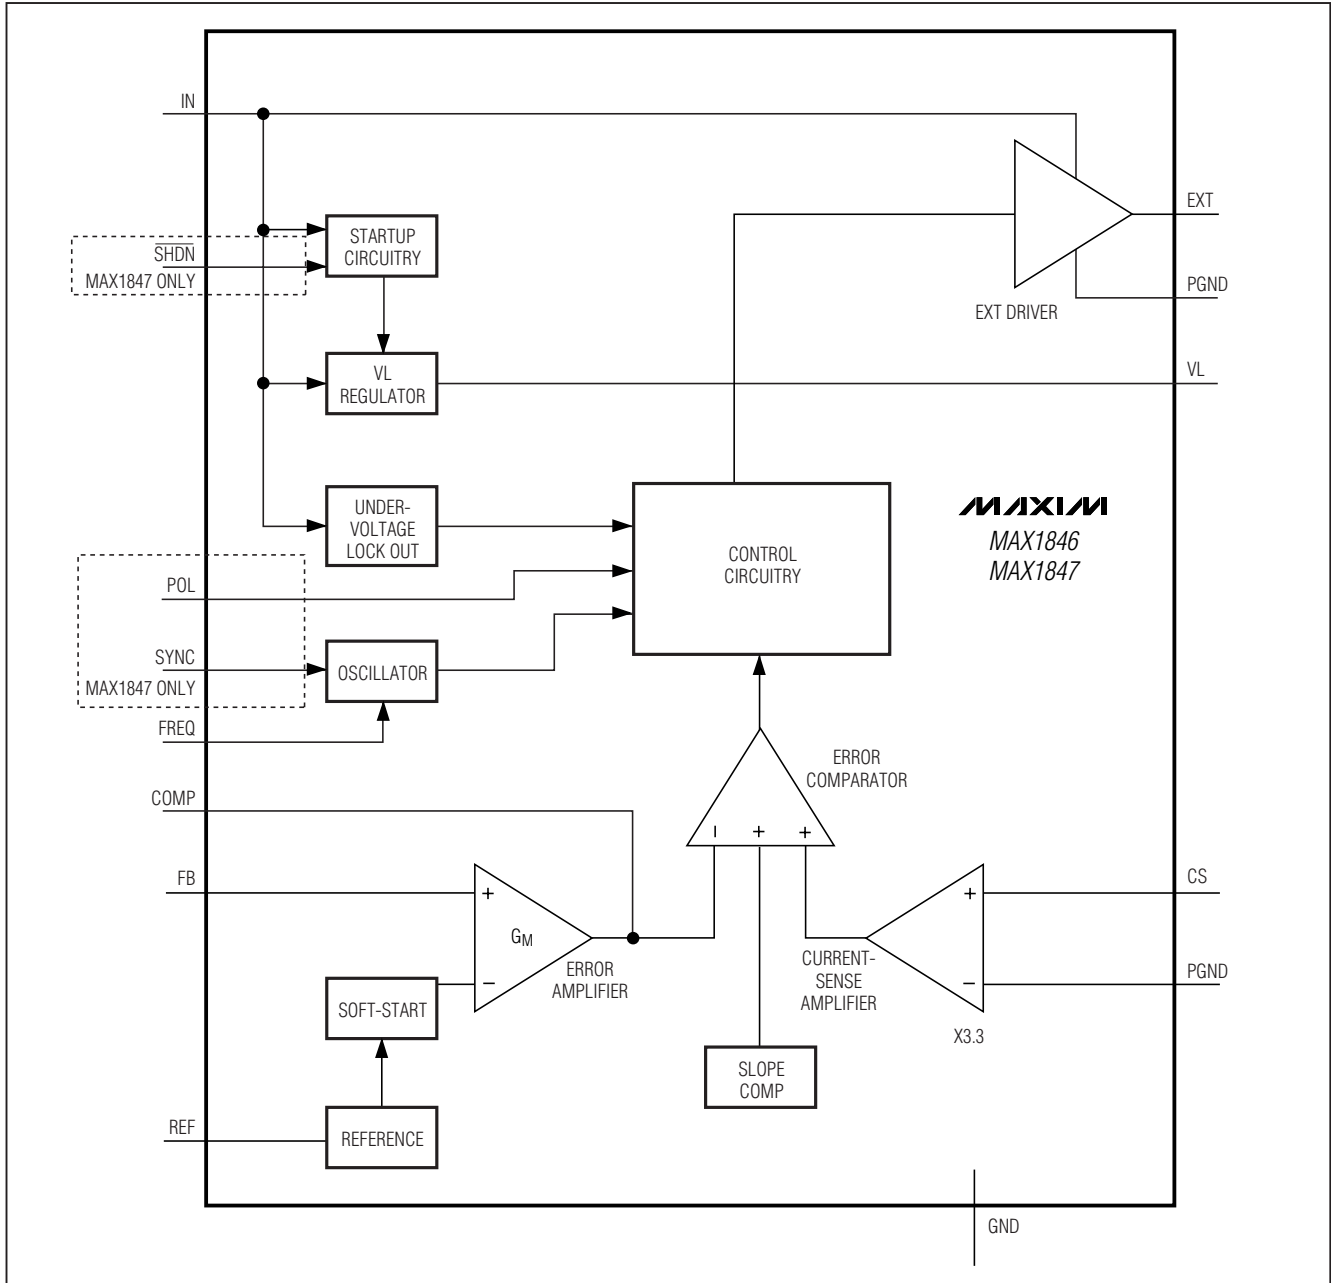 IN
EXT
STARTUP
CIRCUITRY
SHDN
MAX1847 ONLY
PGND
EXT DRIVER
VL
REGULATOR
VL
UNDER-
VOLTAGE
LOCK OUT
MAXIM
MAX1846
MAX1847
CONTROL
CIRCUITRY
POL
SYNC
MAX1847 ONLY
OSCILLATOR
FREQ
ERROR
COMPARATOR
COMP
– + +
FB
+
GM
–
ERROR
AMPLIFIER
CS
+
–
CURRENT-
SENSE
AMPLIFIER
PGND
X3.3
SOFT-START
SLOPE
COMP
REF
REFERENCE
GND